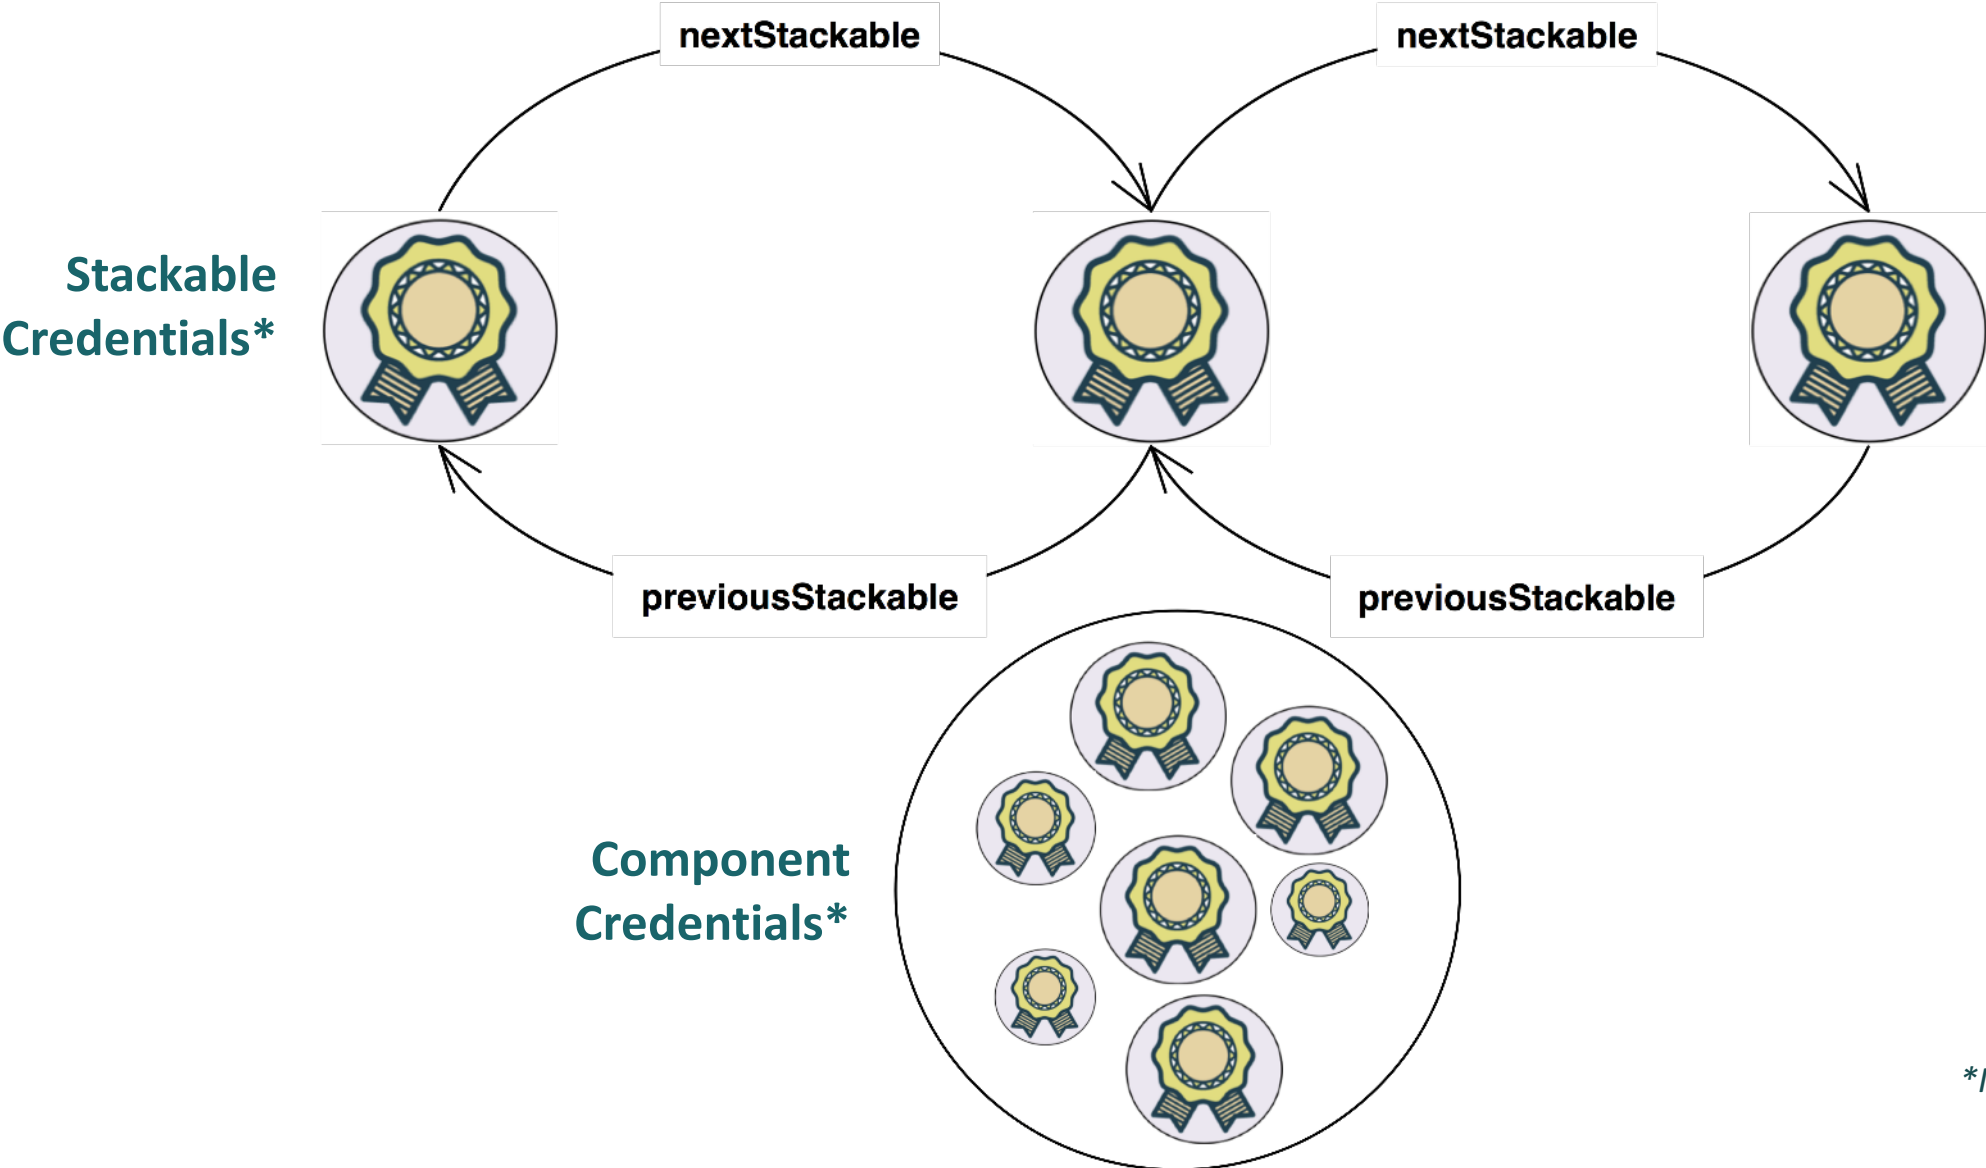 nextStackable
nextStackable
Stackable
Credentials*
previousStackable
previousStackable
Component
Credentials*